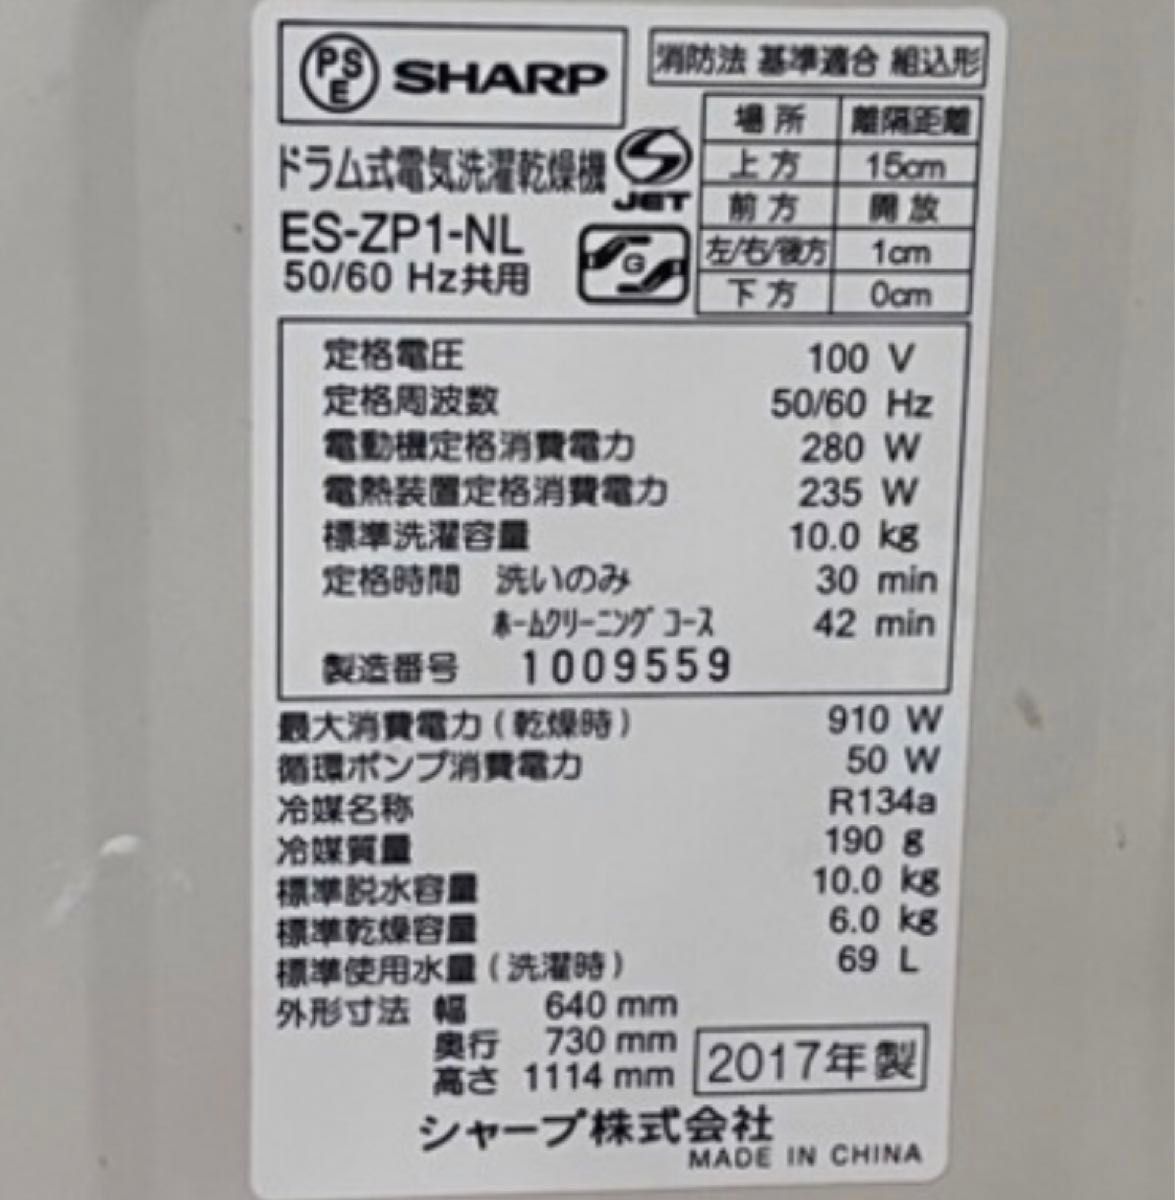 PSE SHARP
消防法 基準適合 組込形
ドラム式電気洗濯乾燥機
JET
ES-ZP1-NL
50/60 Hz共用
G
場所 離隔距離
上方 15cm
前方 開放
左/右/後方 1cm
下方 0cm
定格電圧 100 V
定格周波数 50/60 Hz
電動機定格消費電力 280 W
電熱装置定格消費電力 235 W
標準洗濯容量 10.0 kg
定格時間 洗いのみ 30 min
ホームクリーニングコース 42 min
製造番号 1009559
最大消費電力(乾燥時) 910 W
循環ポンプ消費電力 50 W
冷媒名称 R134a
冷媒質量 190 g
標準脱水容量 10.0 kg
標準乾燥容量 6.0 kg
標準使用水量(洗濯時) 69 L
外形寸法 幅 640 mm
奥行 730 mm
高さ 1114 mm
2017年製
シャープ株式会社
MADE IN CHINA